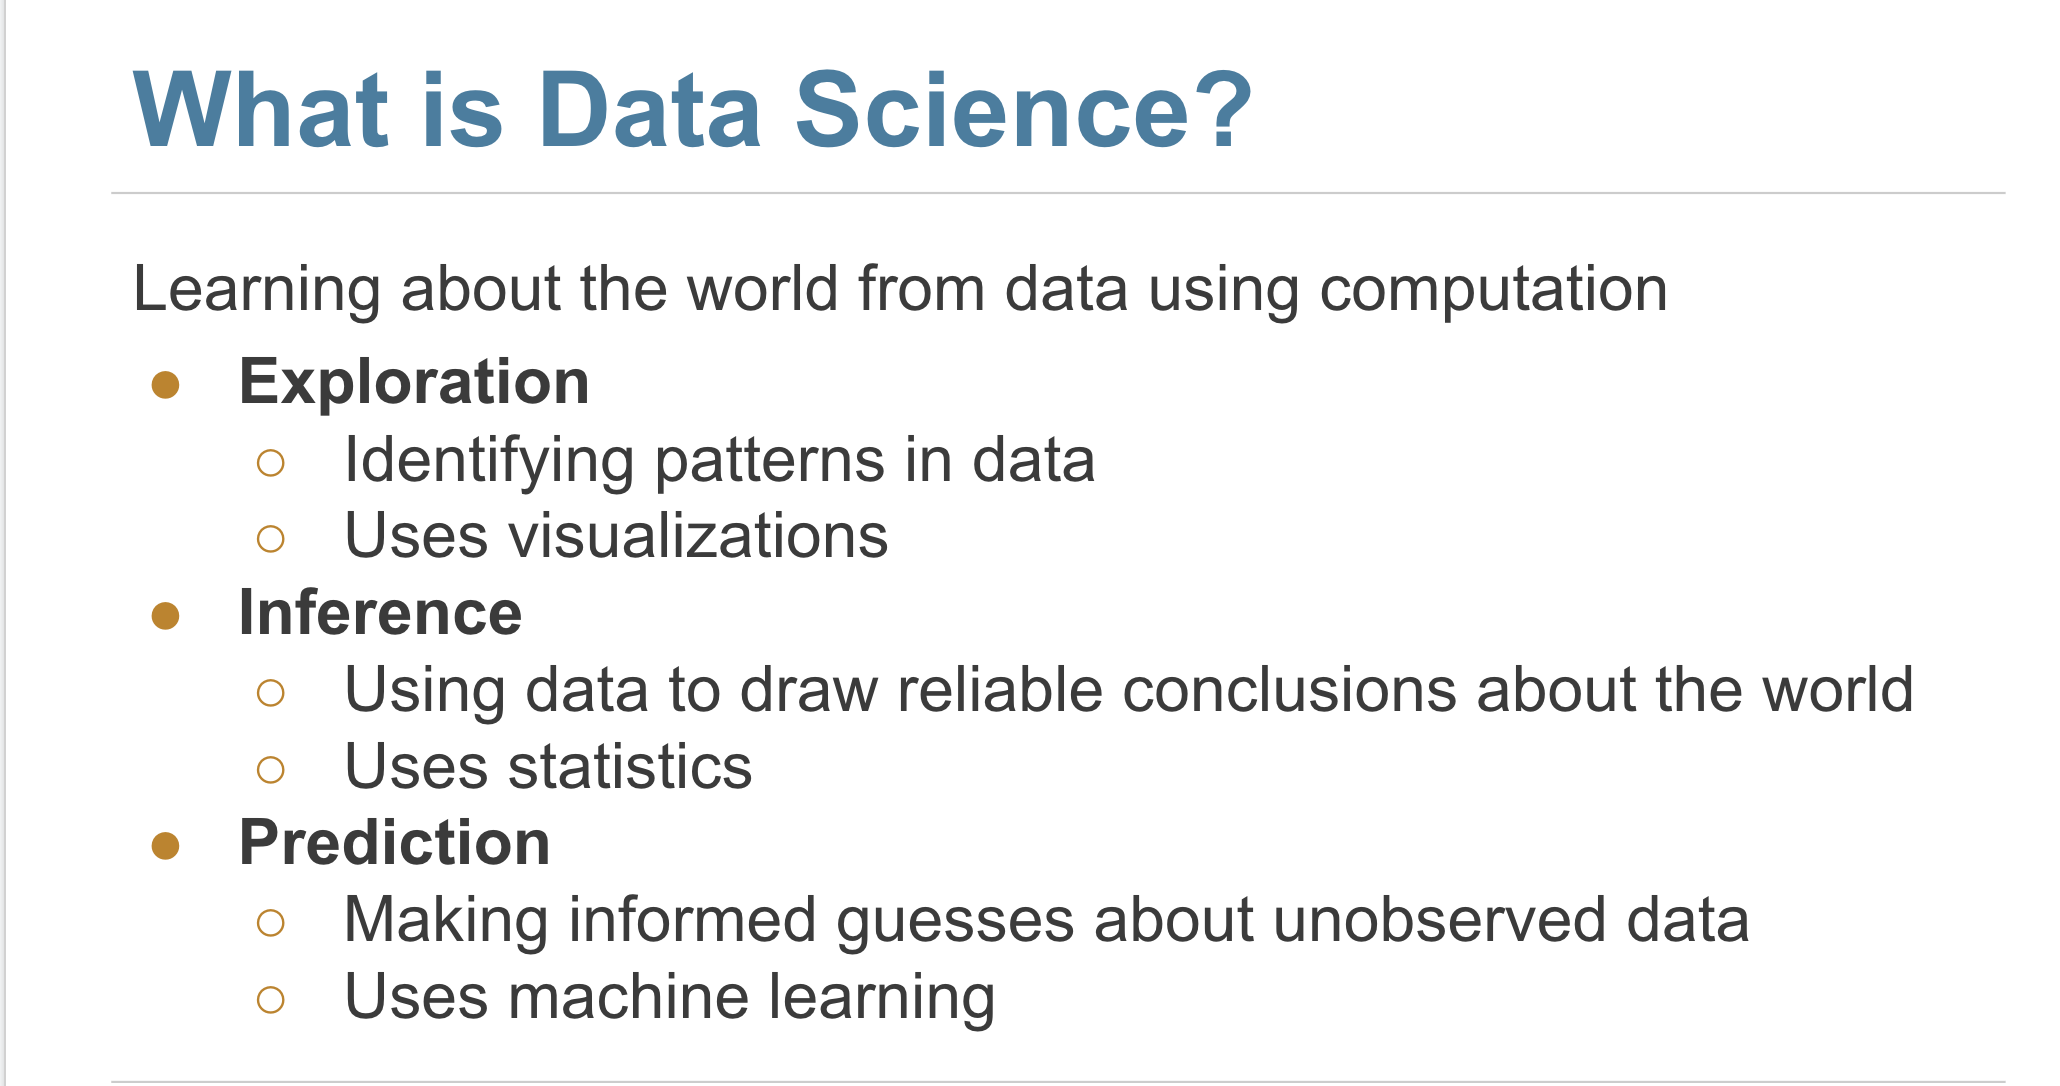 What is Data Science?
Learning about the world from data using computation
● Exploration
○ Identifying patterns in data
○ Uses visualizations
● Inference
○ Using data to draw reliable conclusions about the world
○ Uses statistics
● Prediction
○ Making informed guesses about unobserved data
○ Uses machine learning